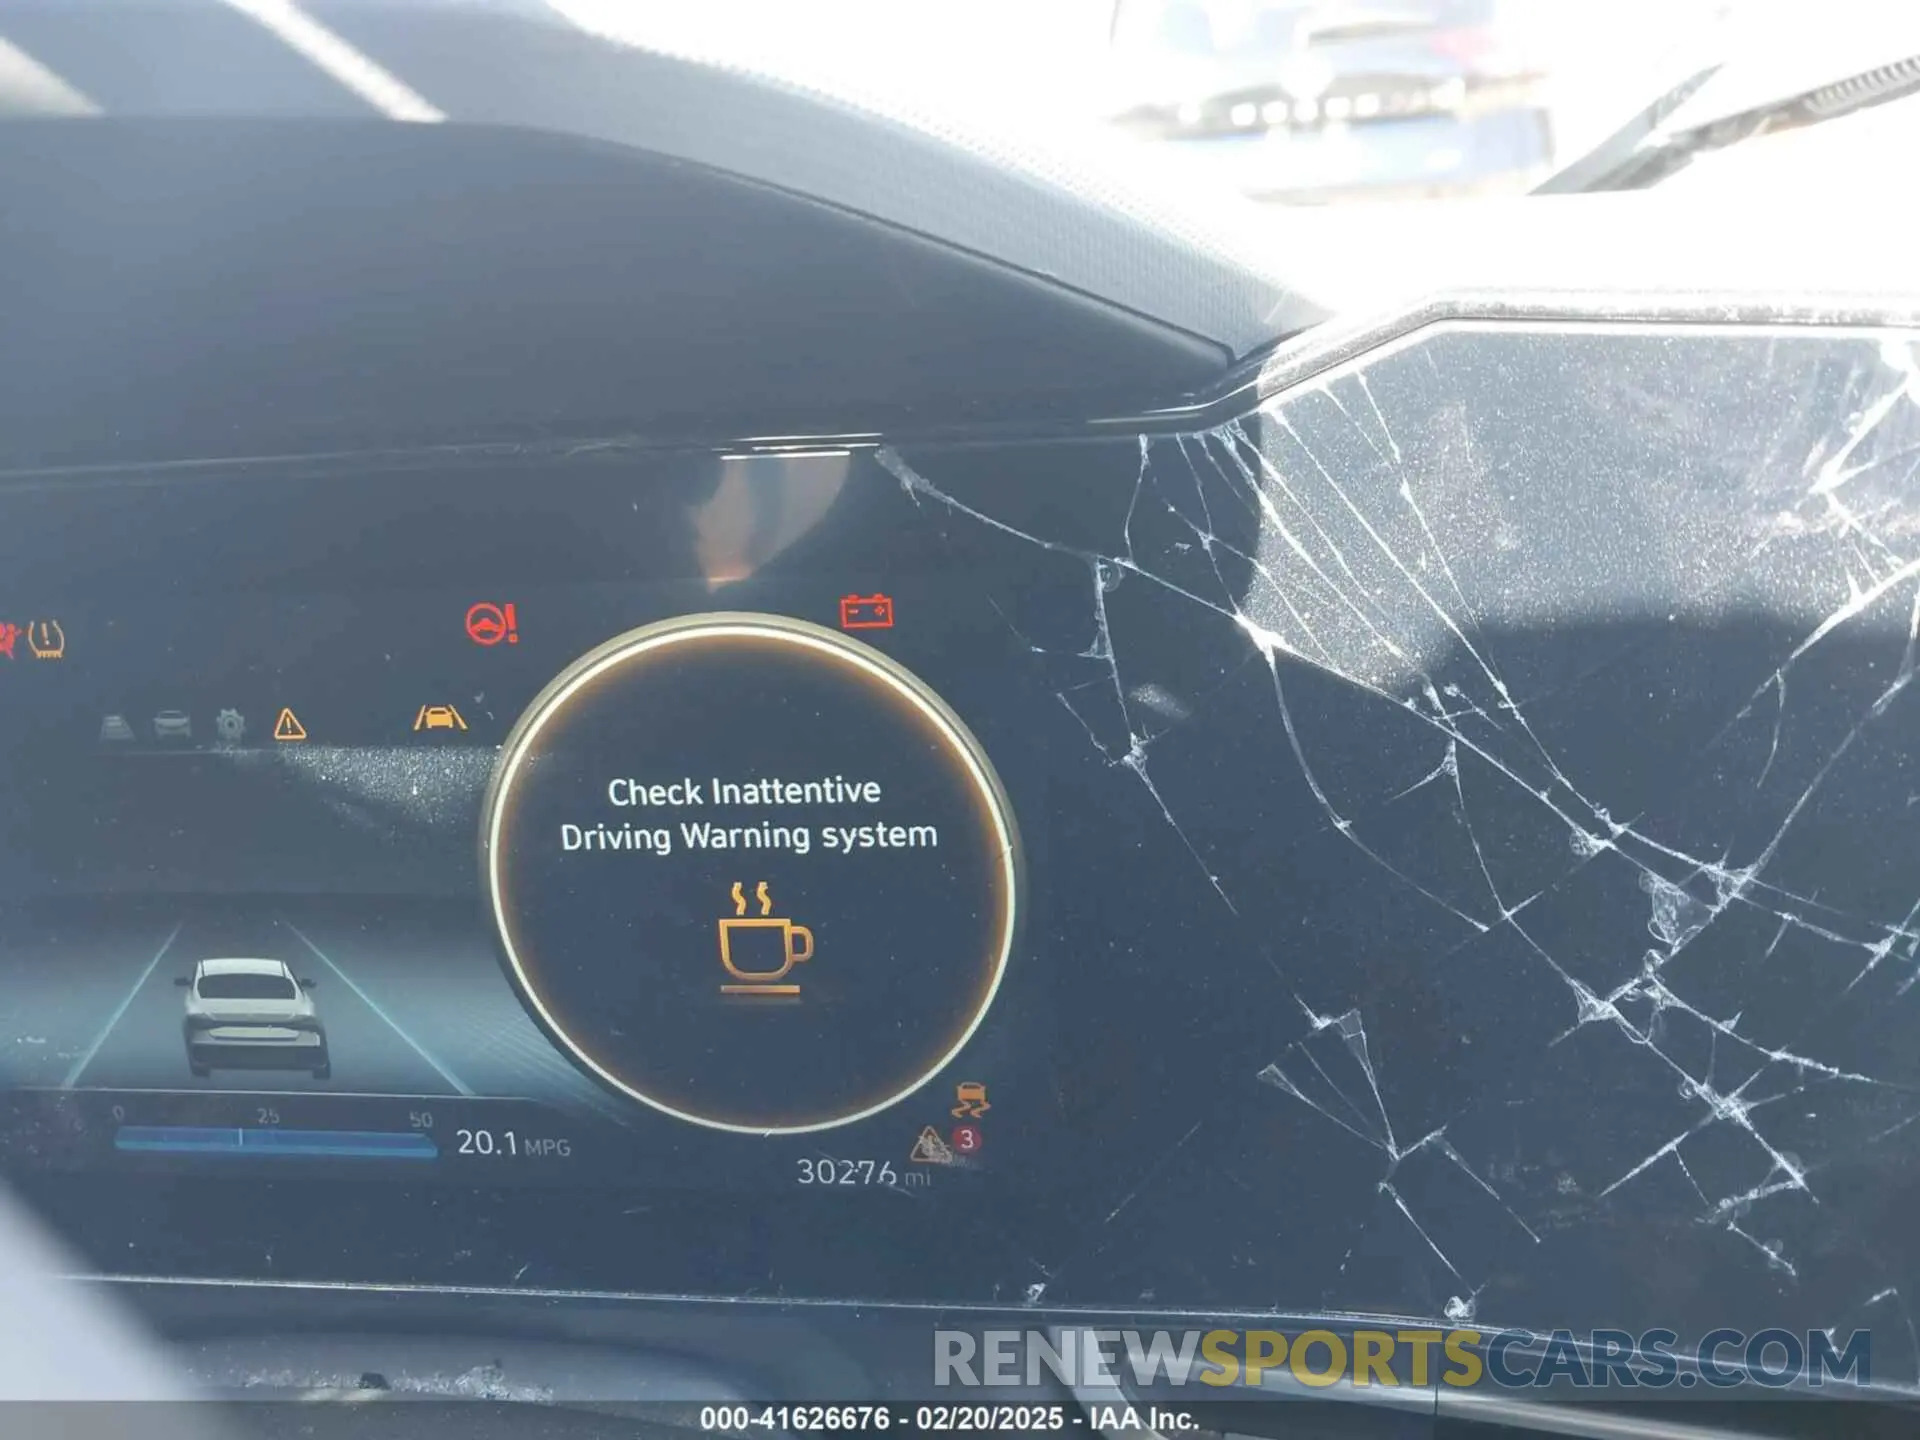 Check Inattentive
Driving Warning system
0 25 50
20.1 MPG
3
30276 mi
RENEWSPORTSCARS.COM
000-41626676 - 02/20/2025 - IAA Inc.